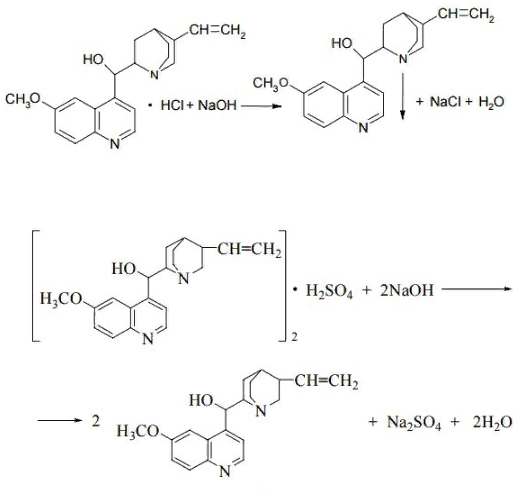 CH=CH₂ CH=CH₂
HO HO
N N
CH₃O • HCl + NaOH CH₃O + NaCl + H₂O
N N
CH=CH₂
HO
N
H₃CO • H₂SO₄ + 2NaOH
N 2
CH=CH₂
HO
N
2 H₃CO + Na₂SO₄ + 2H₂O
N